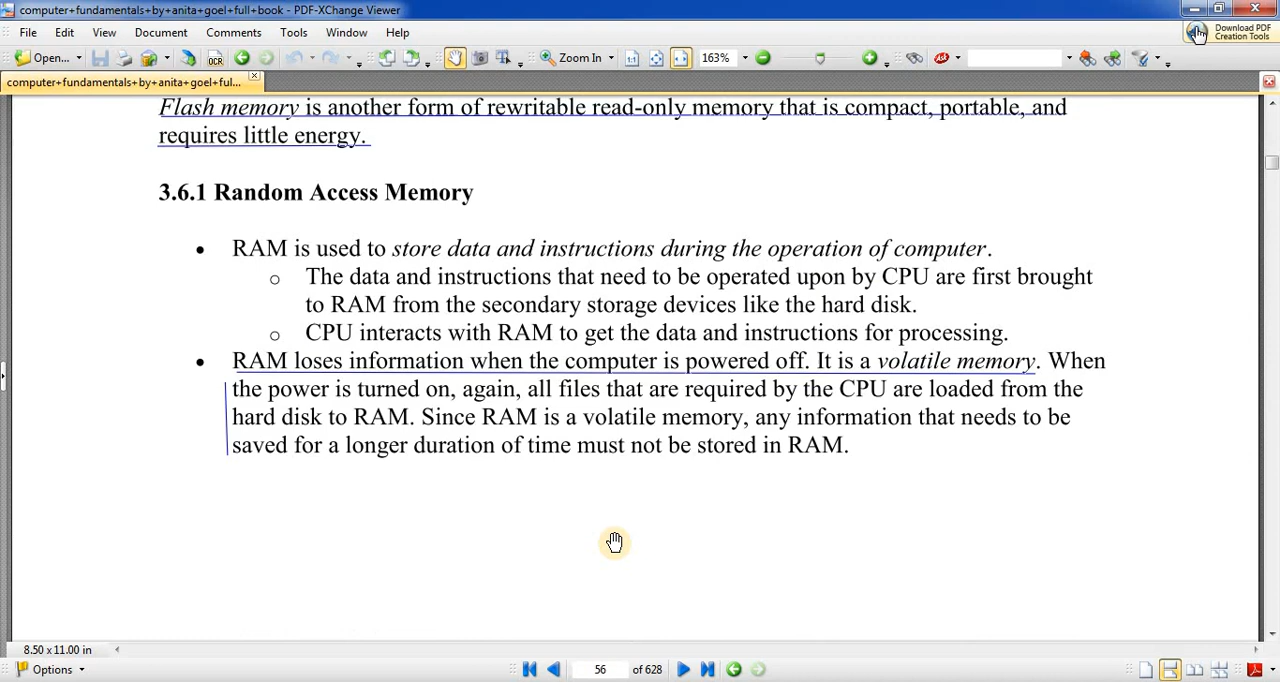 computer+fundamentals+by+anita+goel+full+book - PDF-XChange Viewer
File Edit View Document Comments Tools Window Help
Download PDF
Creation Tools
Open... OCR Zoom In 163%
computer+fundamentals+by+anita+goel+full...
Flash memory is another form of rewritable read-only memory that is compact, portable, and
requires little energy.
3.6.1 Random Access Memory
• RAM is used to store data and instructions during the operation of computer.
o The data and instructions that need to be operated upon by CPU are first brought
to RAM from the secondary storage devices like the hard disk.
o CPU interacts with RAM to get the data and instructions for processing.
• RAM loses information when the computer is powered off. It is a volatile memory. When
the power is turned on, again, all files that are required by the CPU are loaded from the
hard disk to RAM. Since RAM is a volatile memory, any information that needs to be
saved for a longer duration of time must not be stored in RAM.
8.50 x 11.00 in
Options 56 of 628